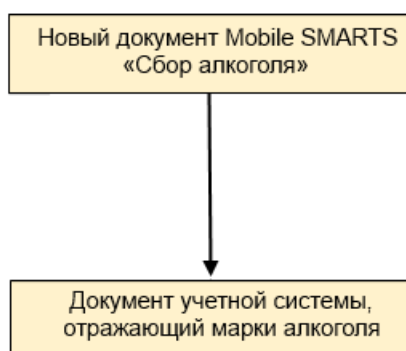 Новый документ Mobile SMARTS
«Сбор алкоголя»
Документ учетной системы,
отражающий марки алкоголя